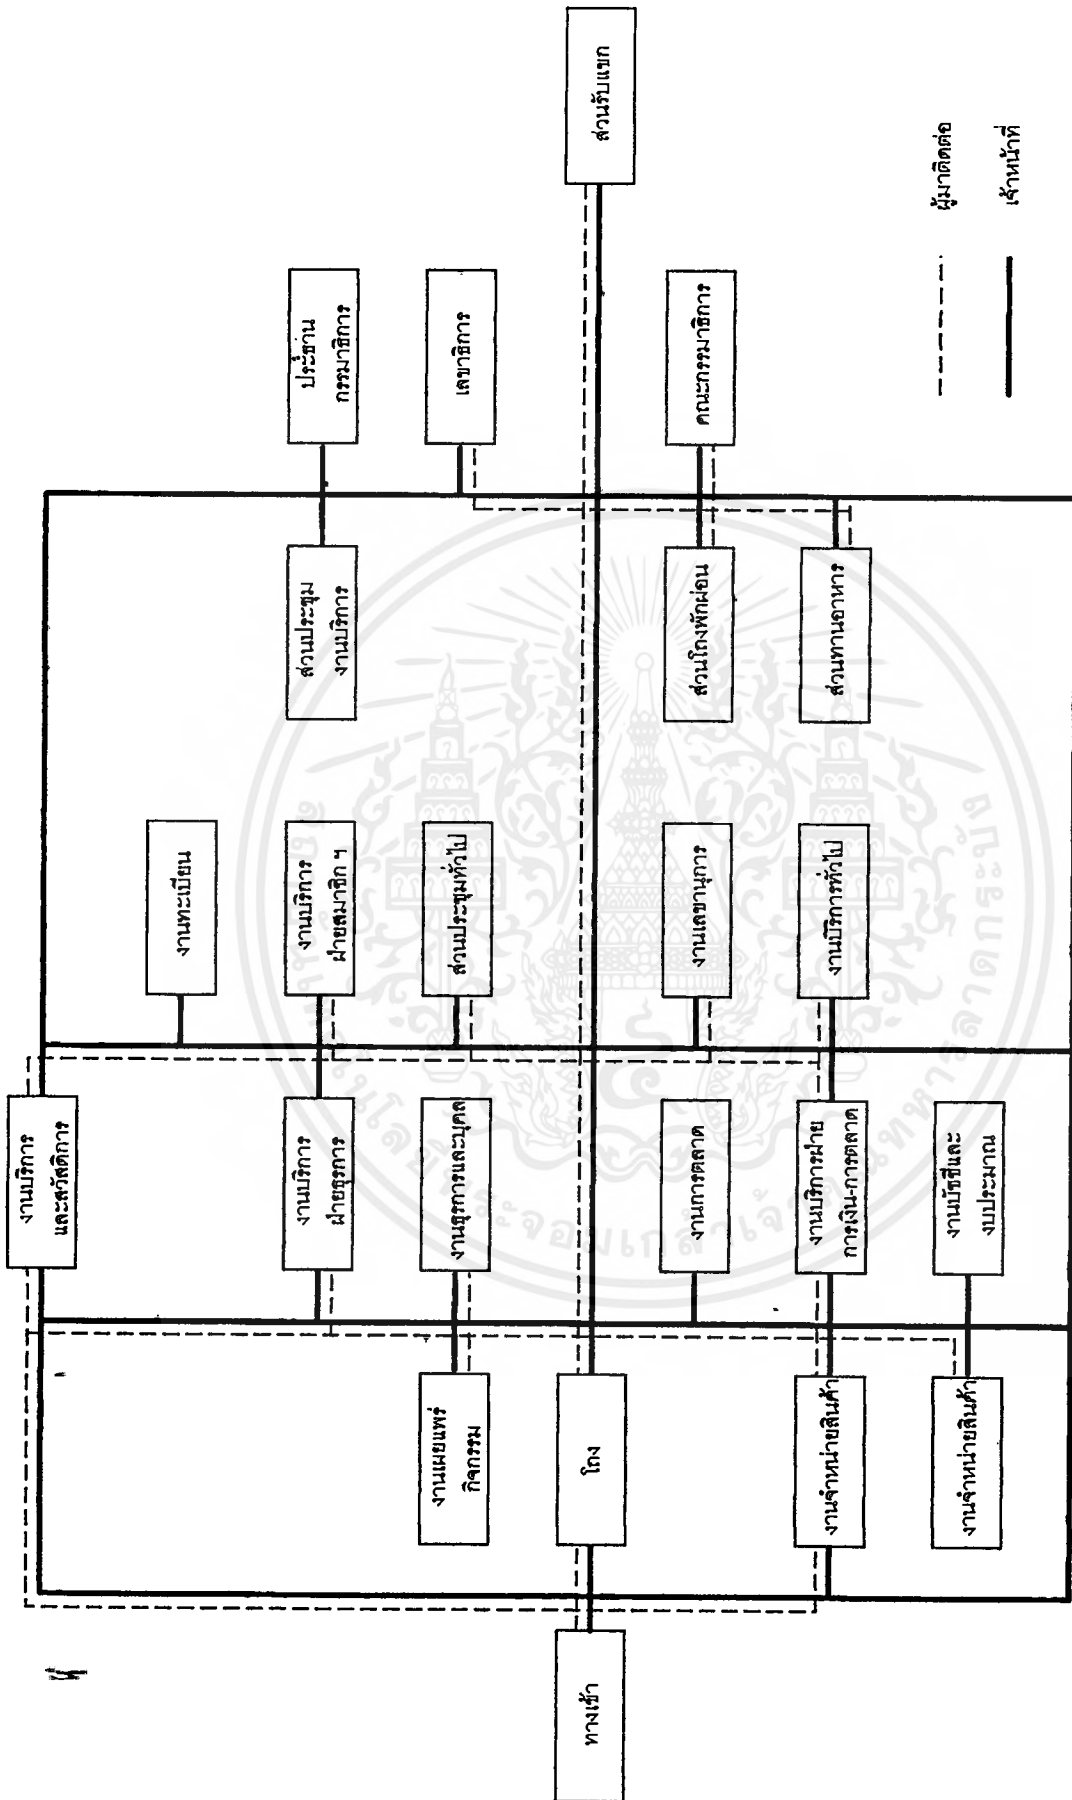 ส่วนรับแขก
ประธาน
กรรมาธิการ
เลขาธิการ
คณะกรรมาธิการ
ผู้มาติดต่อ
เจ้าหน้าที่
ส่วนประชุม
งานบริการ
ส่วนโถงพักผ่อน
ส่วนทานอาหาร
งานทะเบียน
งานบริการ
ฝ่ายสมาชิก ฯ
ส่วนประชุมทั่วไป
งานเลขานุการ
งานบริการทั่วไป
งานบริการ
และสวัสดิการ
งานบริการ
ฝ่ายธุรการ
งานธุรการและบุคล
งานการตลาด
งานบริการฝ่าย
การเงิน-การตลาด
งานบัชชีและ
งบประมาณ
งานเผยแพร่
กิจกรรม
โถง
งานจำหน่ายสินค้า
งานจำหน่ายสินค้า
ทางเข้า